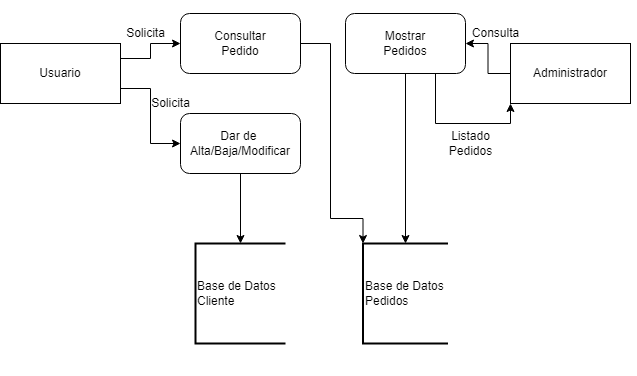 Solicita
Consultar
Pedido
Mostrar
Pedidos
Consulta
Usuario
Administrador
Solicita
Dar de
Alta/Baja/Modificar
Listado
Pedidos
Base de Datos
Cliente
Base de Datos
Pedidos